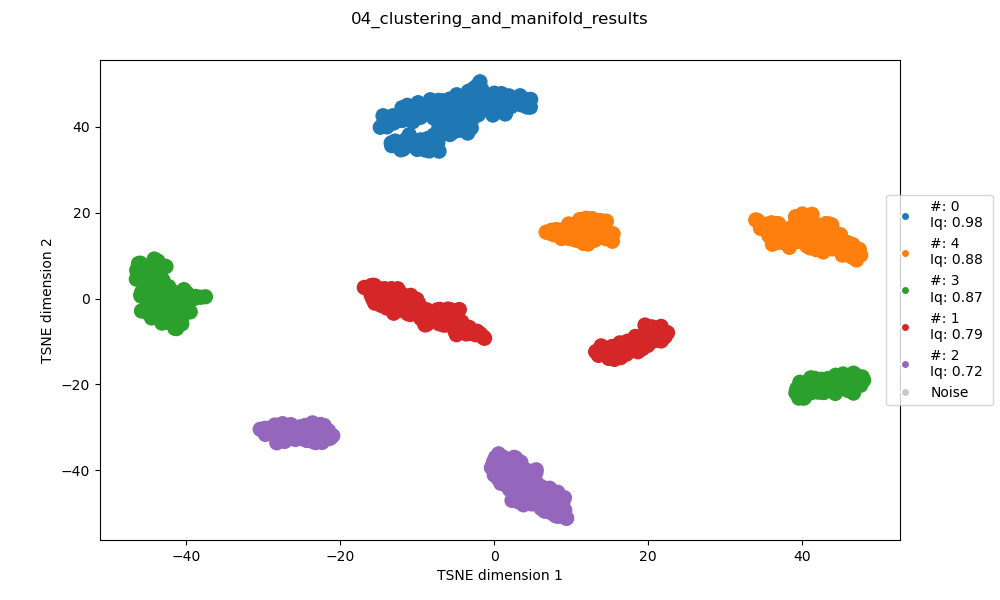 04_clustering_and_manifold_results
TSNE dimension 2
40
20
0
−20
−40
−40
−20
0
20
40
TSNE dimension 1
#: 0
Iq: 0.98
#: 4
Iq: 0.88
#: 3
Iq: 0.87
#: 1
Iq: 0.79
#: 2
Iq: 0.72
Noise